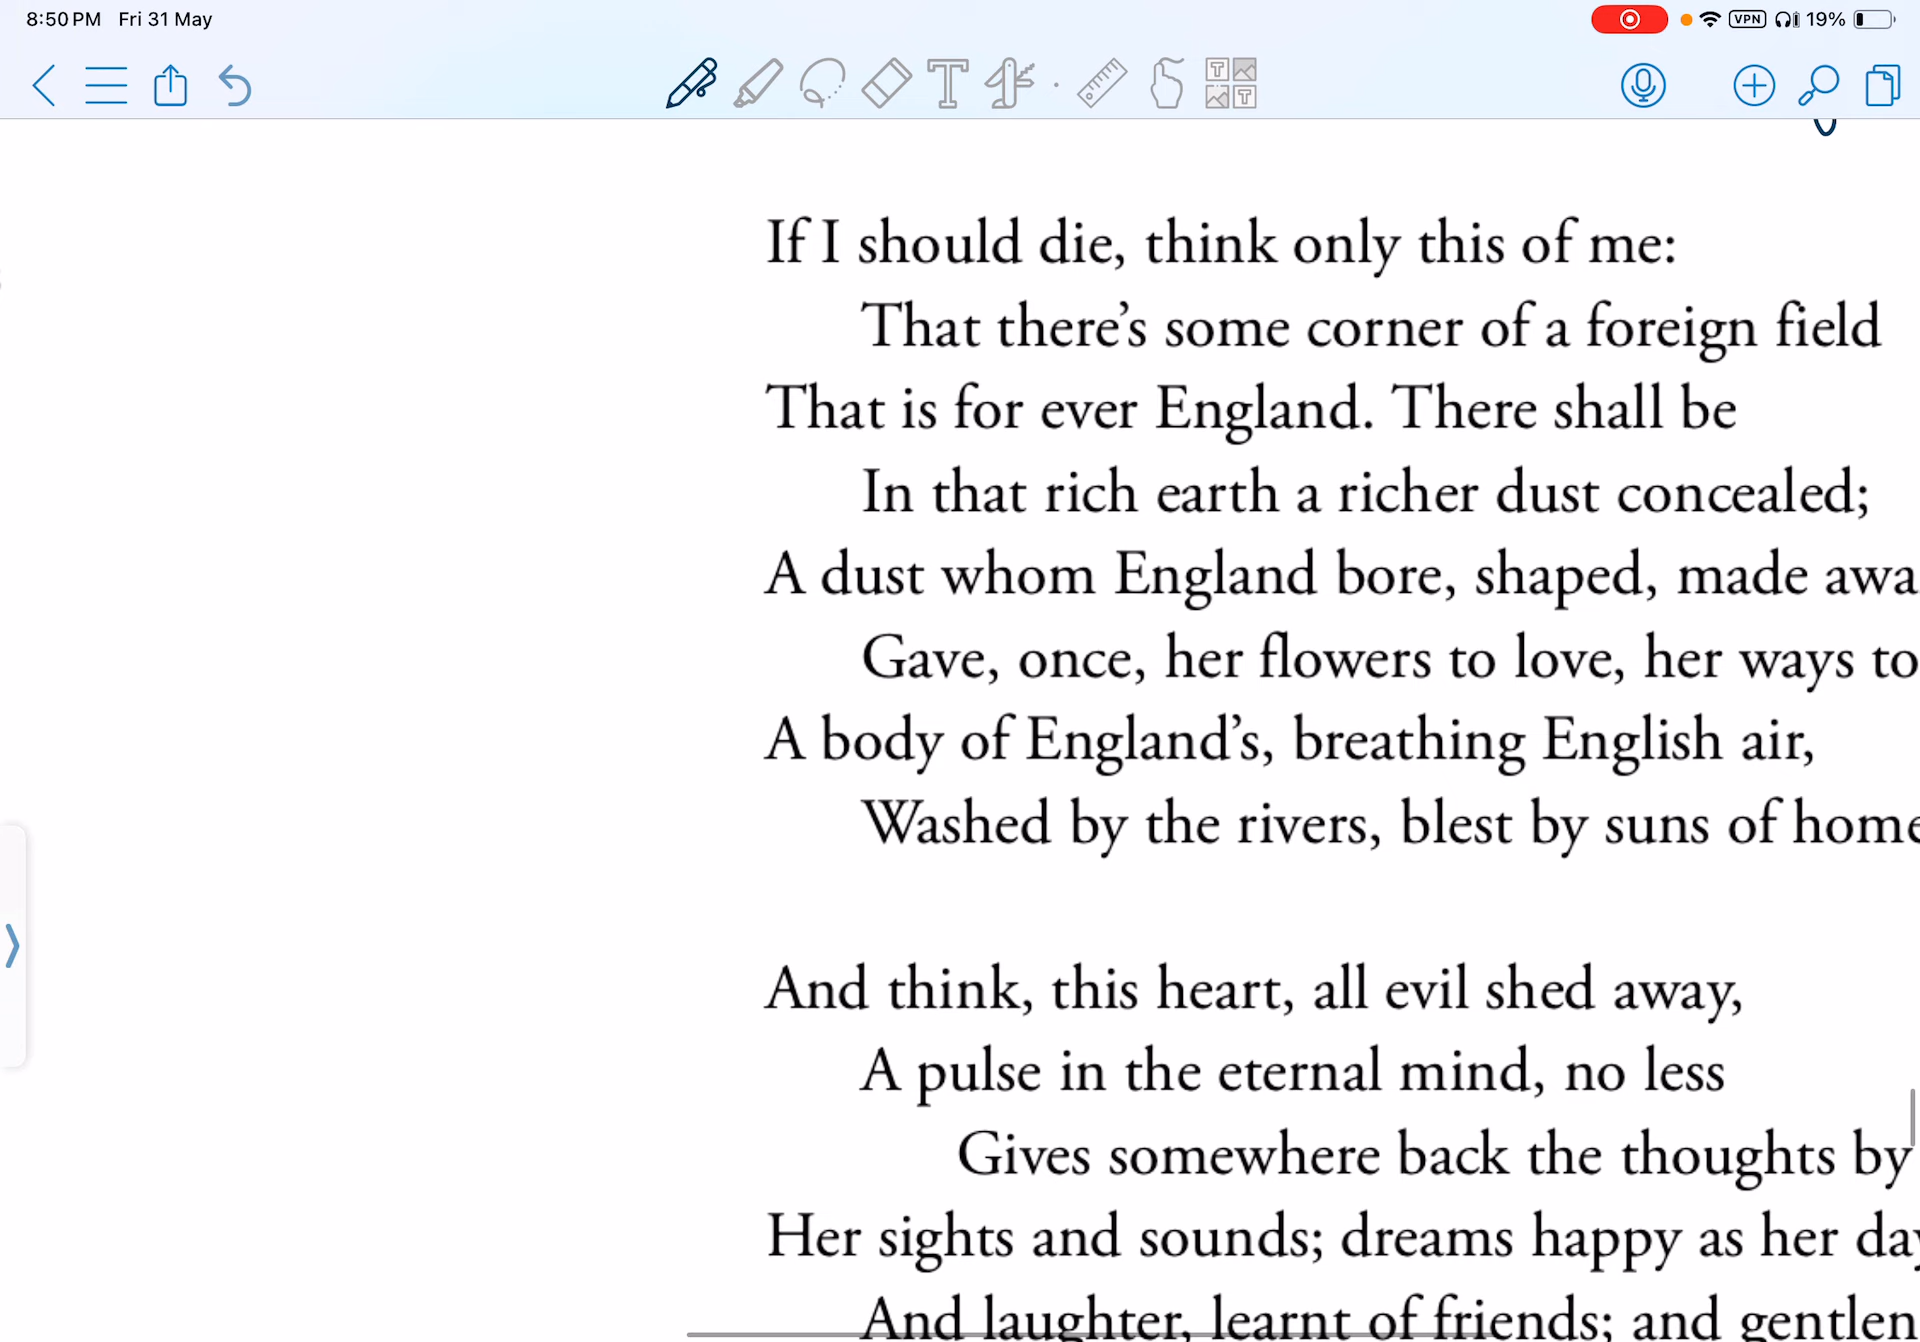 8:50 PM Fri 31 May
VPN 19%
If I should die, think only this of me:
That there’s some corner of a foreign field
That is for ever England. There shall be
In that rich earth a richer dust concealed;
A dust whom England bore, shaped, made awa
Gave, once, her flowers to love, her ways to
A body of England’s, breathing English air,
Washed by the rivers, blest by suns of home
And think, this heart, all evil shed away,
A pulse in the eternal mind, no less
Gives somewhere back the thoughts by
Her sights and sounds; dreams happy as her day
And laughter, learnt of friends; and gentlen